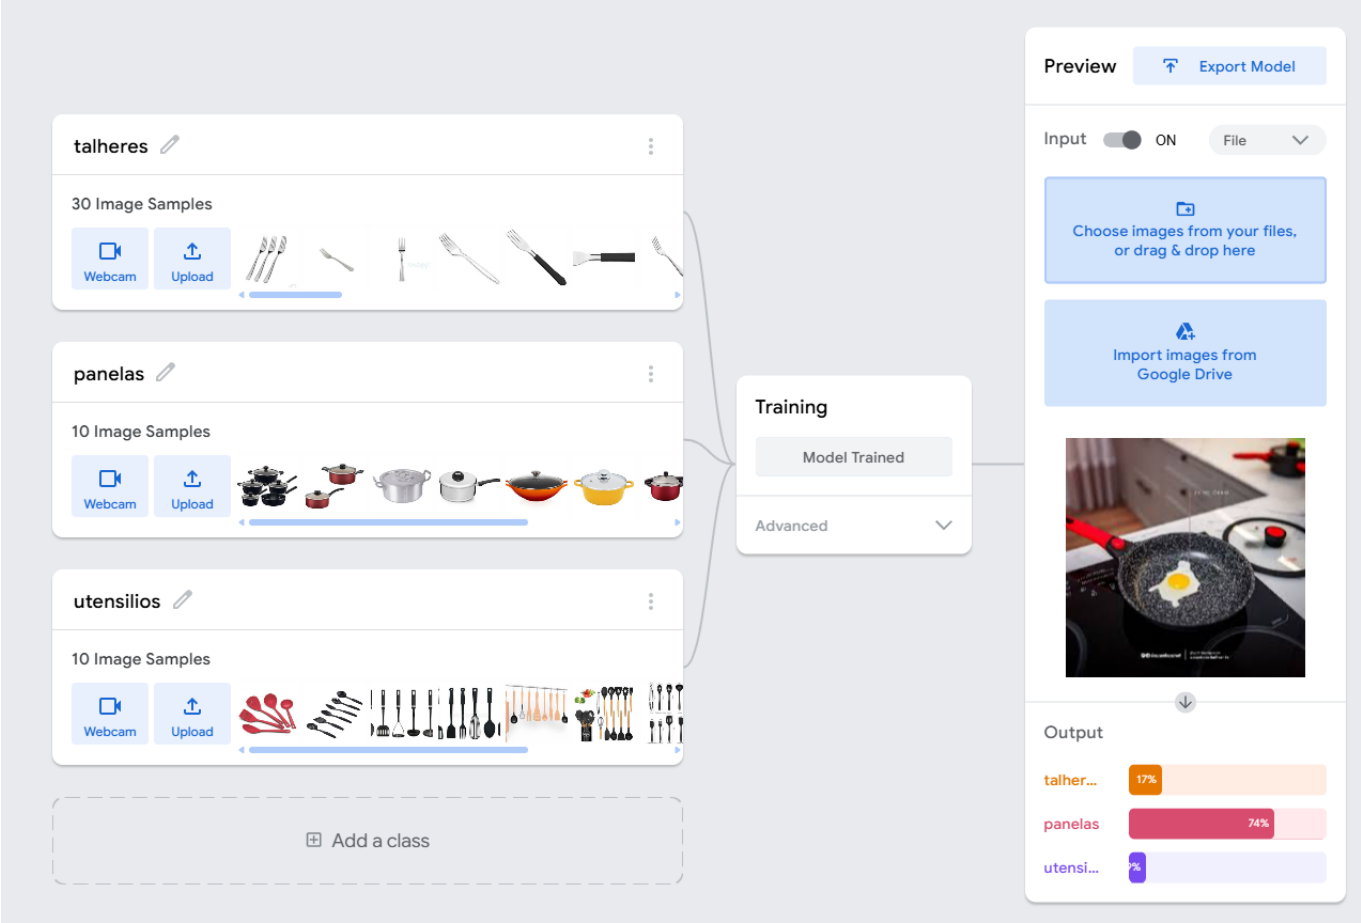 talheres
30 Image Samples
Webcam
Upload
panelas
10 Image Samples
Webcam
Upload
utensilios
10 Image Samples
Webcam
Upload
Add a class
Training
Model Trained
Advanced
Preview
Export Model
Input
ON
File
Choose images from your files,
or drag & drop here
Import images from
Google Drive
Output
talher...
17%
panelas
74%
utensi...